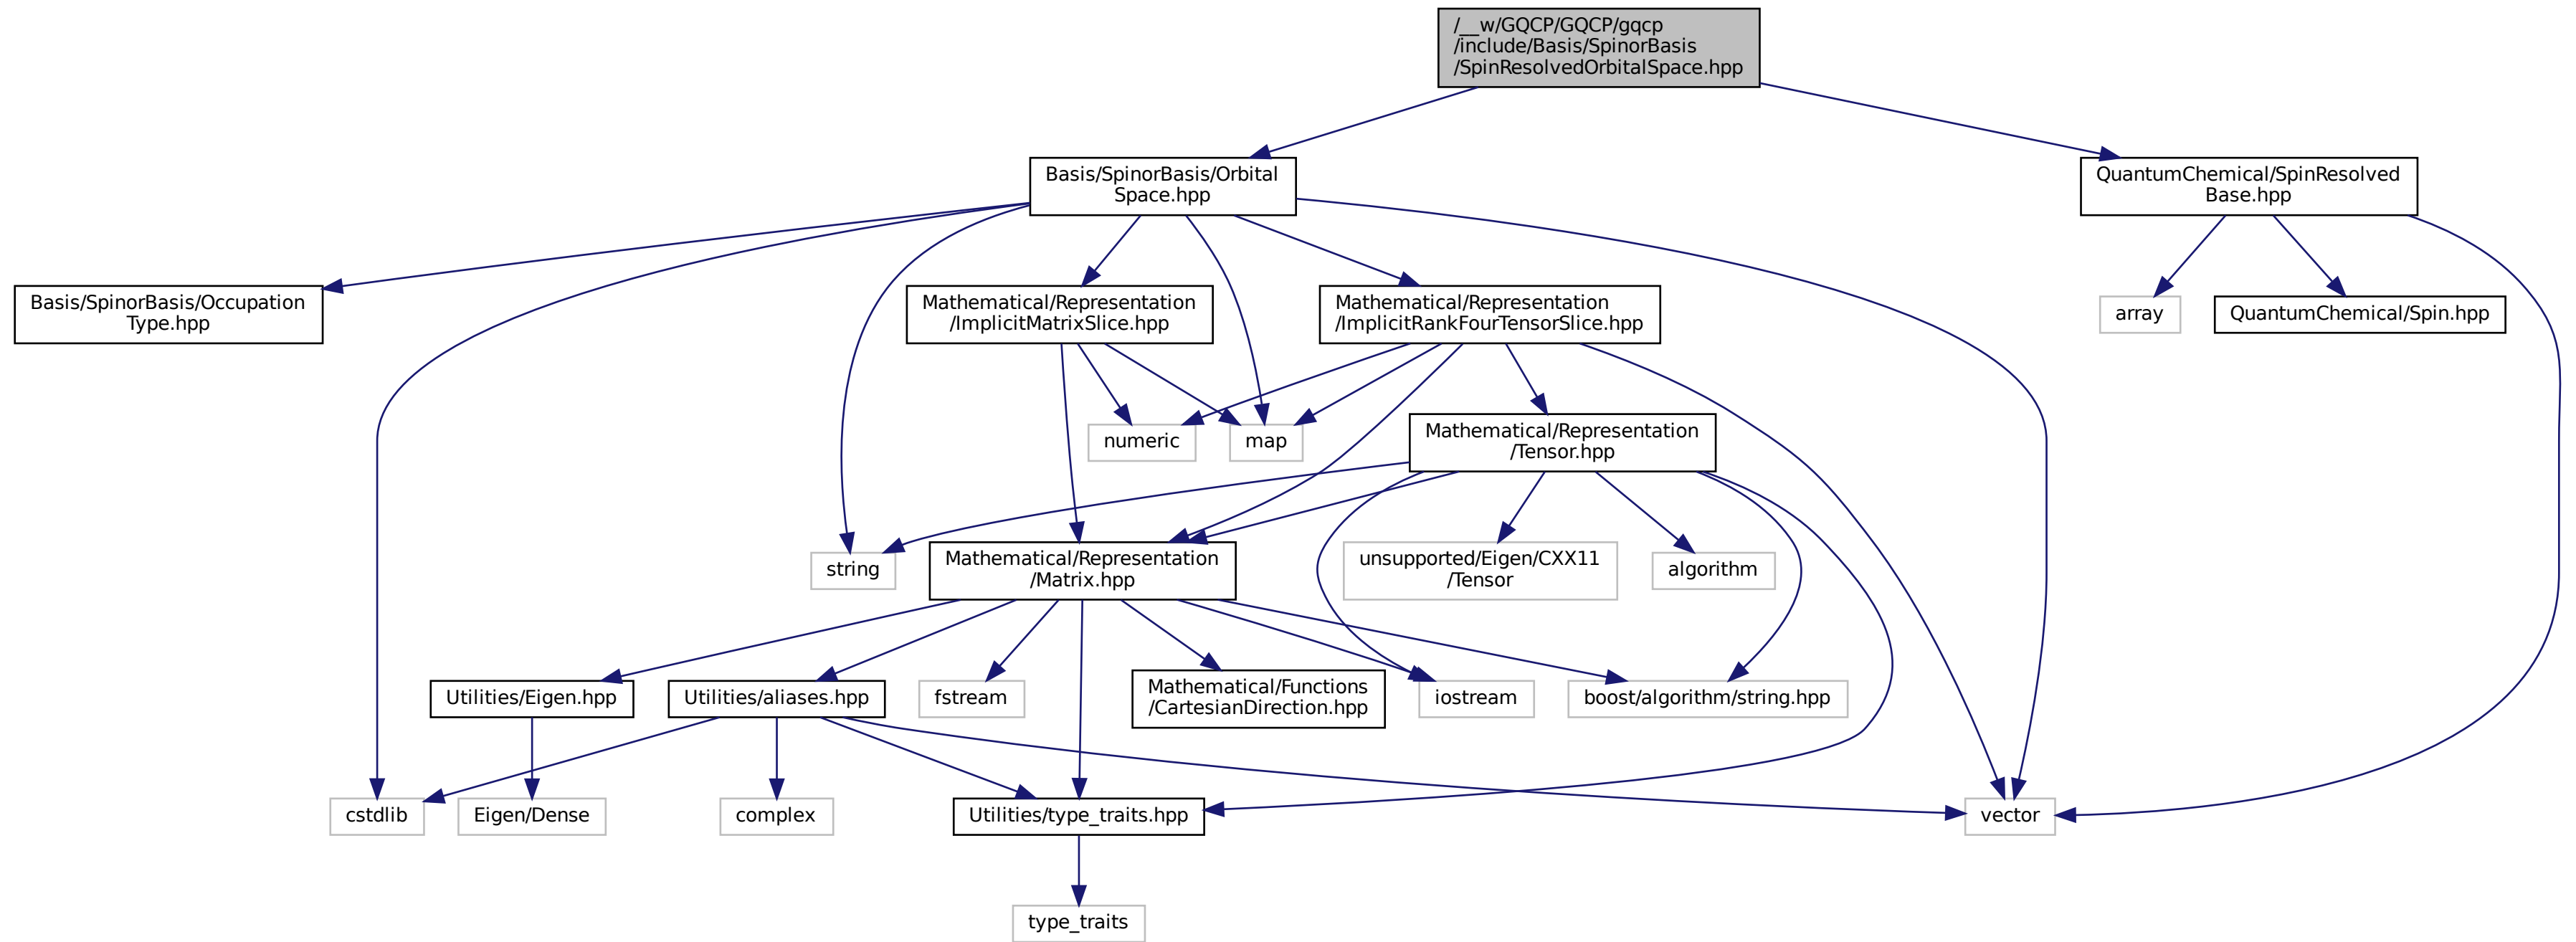 /__w/GQCP/GQCP/gqcp
/include/Basis/SpinorBasis
/SpinResolvedOrbitalSpace.hpp
Basis/SpinorBasis/Orbital
Space.hpp
QuantumChemical/SpinResolved
Base.hpp
Basis/SpinorBasis/Occupation
Type.hpp
Mathematical/Representation
/ImplicitMatrixSlice.hpp
Mathematical/Representation
/ImplicitRankFourTensorSlice.hpp
array
QuantumChemical/Spin.hpp
numeric
map
Mathematical/Representation
/Tensor.hpp
string
Mathematical/Representation
/Matrix.hpp
unsupported/Eigen/CXX11
/Tensor
algorithm
Utilities/Eigen.hpp
Utilities/aliases.hpp
fstream
Mathematical/Functions
/CartesianDirection.hpp
iostream
boost/algorithm/string.hpp
cstdlib
Eigen/Dense
complex
Utilities/type_traits.hpp
vector
type_traits